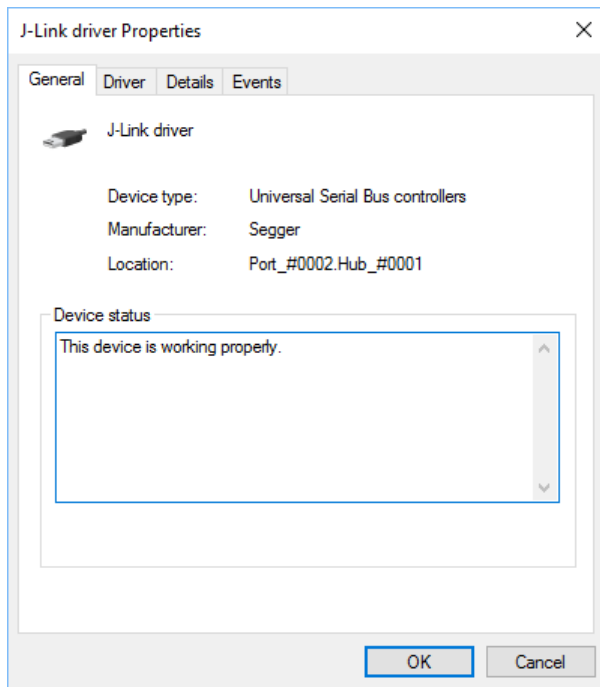 J-Link driver Properties
General Driver Details Events
J-Link driver
Device type: Universal Serial Bus controllers
Manufacturer: Segger
Location: Port_#0002.Hub_#0001
Device status
This device is working properly.
OK Cancel